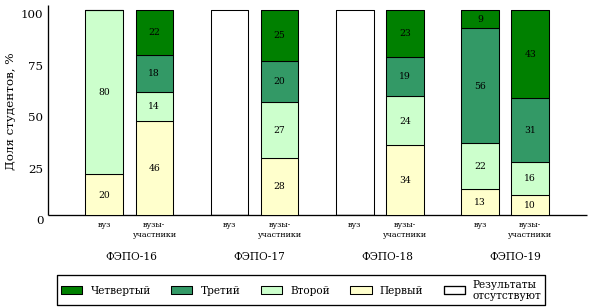 Доля студентов, %
100
75
50
25
0
80
20
22
18
14
46
25
20
27
28
23
19
24
34
9
56
22
13
43
31
16
10
вуз
вузы-
участники
вуз
вузы-
участники
вуз
вузы-
участники
вуз
вузы-
участники
ФЭПО-16
ФЭПО-17
ФЭПО-18
ФЭПО-19
Четвертый
Третий
Второй
Первый
Результаты
отсутствуют